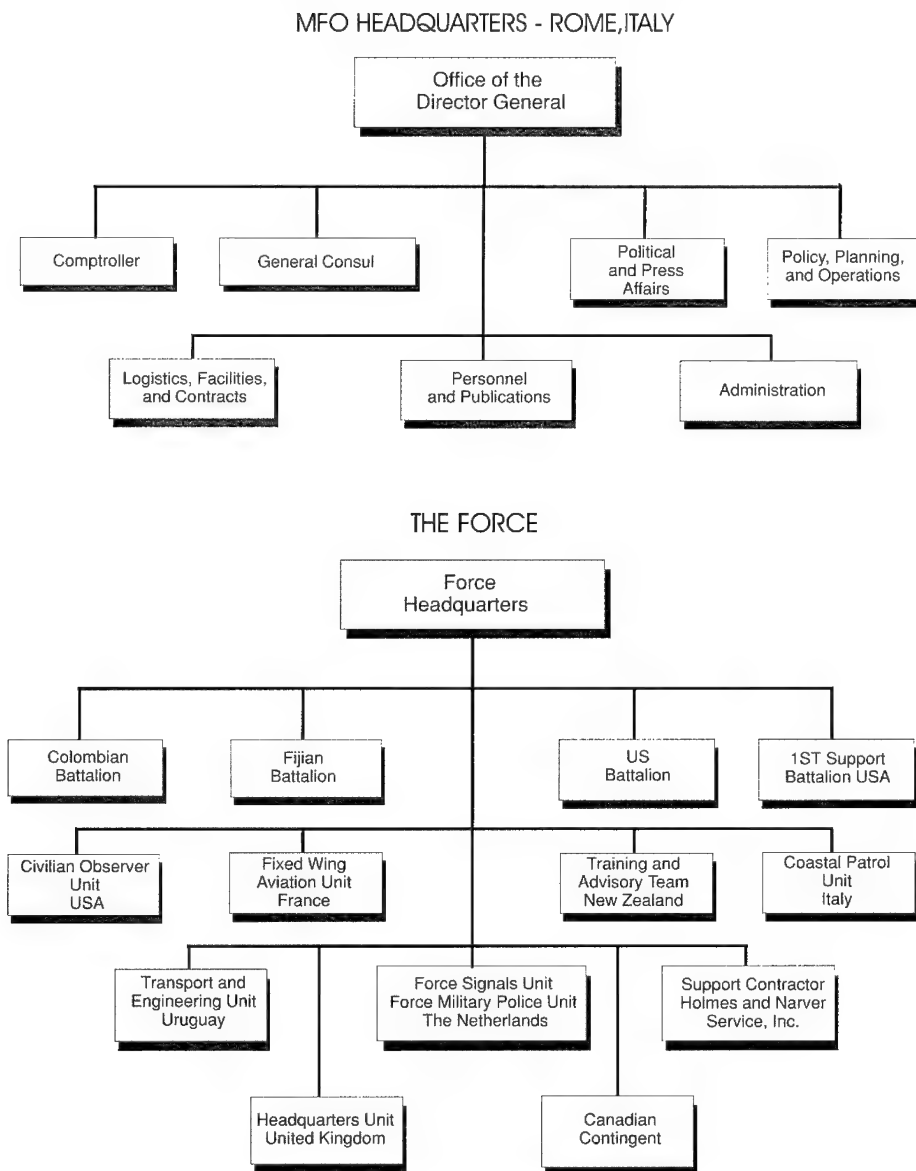 MFO HEADQUARTERS - ROME,ITALY
Office of the
Director General
Comptroller
General Consul
Political
and Press
Affairs
Policy, Planning,
and Operations
Logistics, Facilities,
and Contracts
Personnel
and Publications
Administration
THE FORCE
Force
Headquarters
Colombian
Battalion
Fijian
Battalion
US
Battalion
1ST Support
Battalion USA
Civilian Observer
Unit
USA
Fixed Wing
Aviation Unit
France
Training and
Advisory Team
New Zealand
Coastal Patrol
Unit
Italy
Transport and
Engineering Unit
Uruguay
Force Signals Unit
Force Military Police Unit
The Netherlands
Support Contractor
Holmes and Narver
Service, Inc.
Headquarters Unit
United Kingdom
Canadian
Contingent